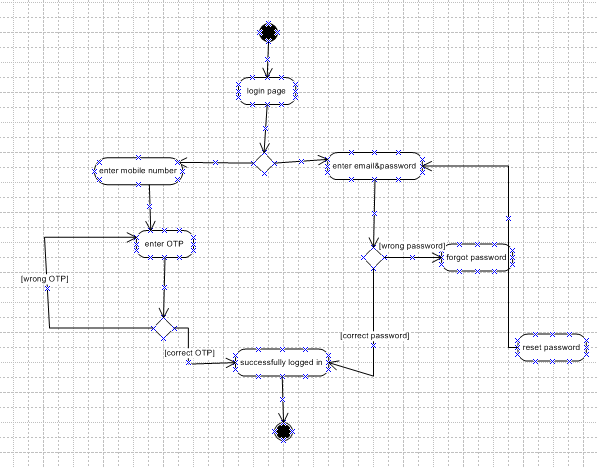 login page
enter mobile number
enter email&password
enter OTP
[wrong password]
forgot password
[wrong OTP]
[correct password]
reset password
[correct OTP]
successfully logged in